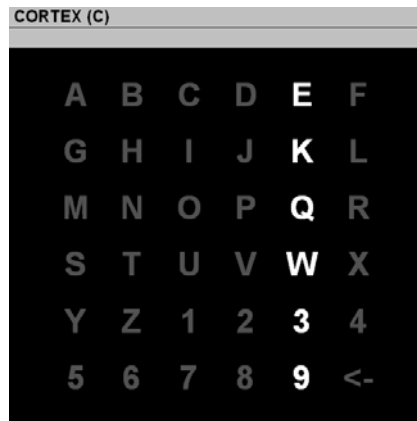 CORTEX (C)
A B C D E F
G H I J K L
M N O P Q R
S T U V W X
Y Z 1 2 3 4
5 6 7 8 9 <-